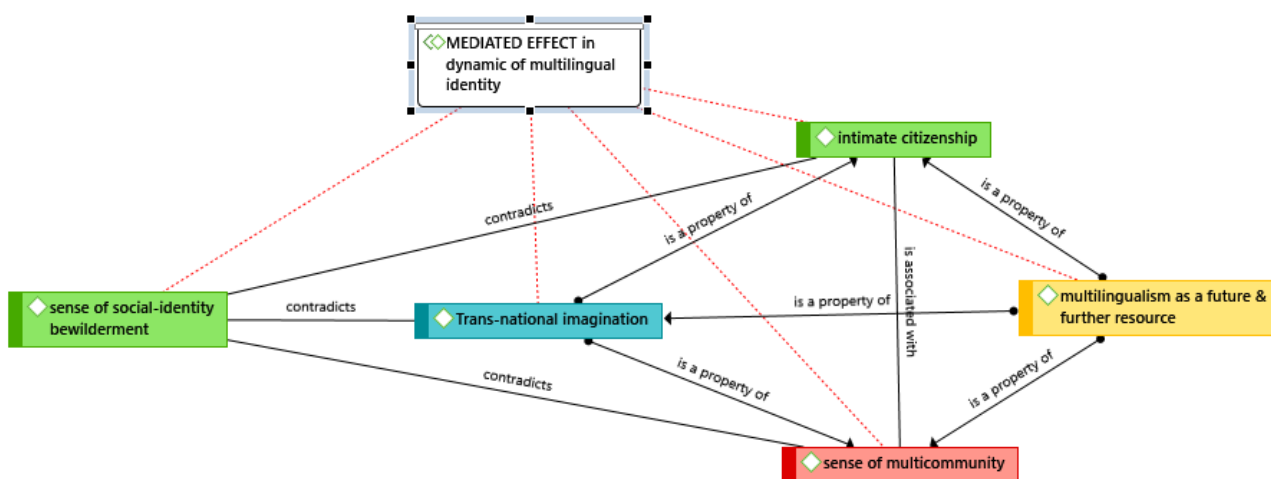 MEDIATED EFFECT in
dynamic of multilingual
identity
intimate citizenship
contradicts
is a property of
is a property of
is associated with
sense of social-identity
bewilderment
contradicts
Trans-national imagination
is a property of
multilingualism as a future &
further resource
contradicts
is a property of
is a property of
sense of multicommunity